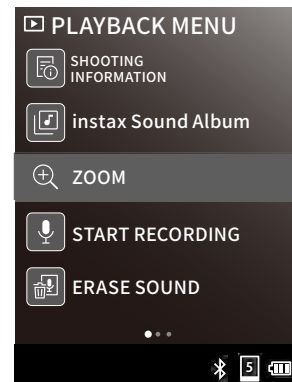 PLAYBACK MENU
SHOOTING
INFORMATION
instax Sound Album
ZOOM
START RECORDING
ERASE SOUND
5